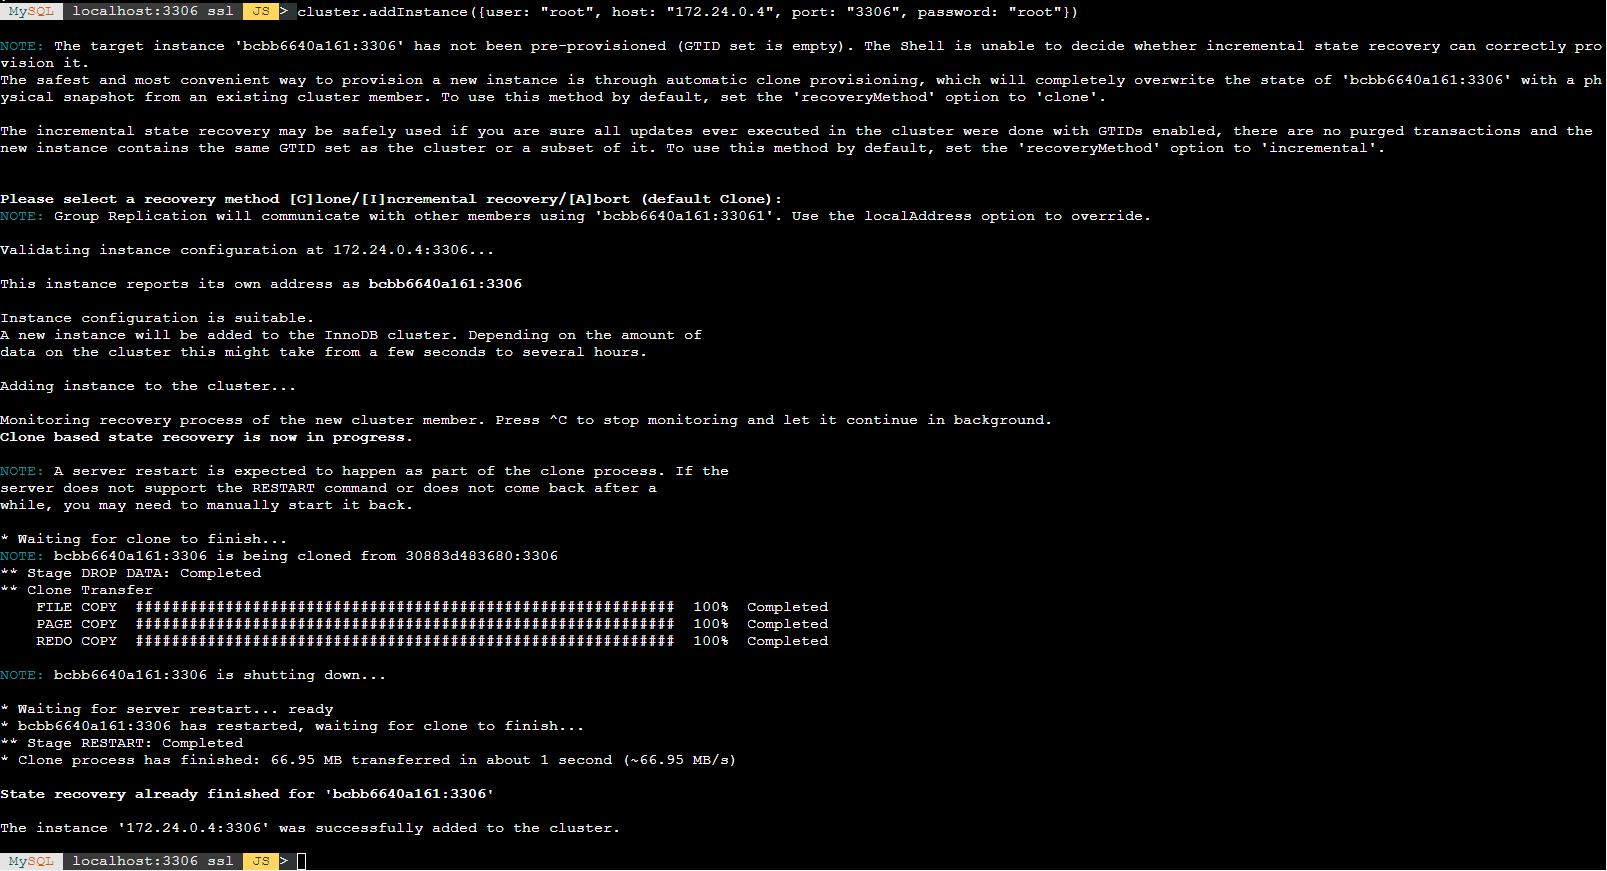 MySQL localhost:3306 ssl JS > cluster.addInstance({user: "root", host: "172.24.0.4", port: "3306", password: "root"})
NOTE: The target instance 'bcbb6640a161:3306' has not been pre-provisioned (GTID set is empty). The Shell is unable to decide whether incremental state recovery can correctly pro
vision it.
The safest and most convenient way to provision a new instance is through automatic clone provisioning, which will completely overwrite the state of 'bcbb6640a161:3306' with a ph
ysical snapshot from an existing cluster member. To use this method by default, set the 'recoveryMethod' option to 'clone'.
The incremental state recovery may be safely used if you are sure all updates ever executed in the cluster were done with GTIDs enabled, there are no purged transactions and the
new instance contains the same GTID set as the cluster or a subset of it. To use this method by default, set the 'recoveryMethod' option to 'incremental'.
Please select a recovery method [C]lone/[I]ncremental recovery/[A]bort (default Clone):
NOTE: Group Replication will communicate with other members using 'bcbb6640a161:33061'. Use the localAddress option to override.
Validating instance configuration at 172.24.0.4:3306...
This instance reports its own address as bcbb6640a161:3306
Instance configuration is suitable.
A new instance will be added to the InnoDB cluster. Depending on the amount of
data on the cluster this might take from a few seconds to several hours.
Adding instance to the cluster...
Monitoring recovery process of the new cluster member. Press ^C to stop monitoring and let it continue in background.
Clone based state recovery is now in progress.
NOTE: A server restart is expected to happen as part of the clone process. If the
server does not support the RESTART command or does not come back after a
while, you may need to manually start it back.
* Waiting for clone to finish...
NOTE: bcbb6640a161:3306 is being cloned from 30883d483680:3306
** Stage DROP DATA: Completed
** Clone Transfer
FILE COPY ############################################################ 100% Completed
PAGE COPY ############################################################ 100% Completed
REDO COPY ############################################################ 100% Completed
NOTE: bcbb6640a161:3306 is shutting down...
* Waiting for server restart... ready
* bcbb6640a161:3306 has restarted, waiting for clone to finish...
** Stage RESTART: Completed
* Clone process has finished: 66.95 MB transferred in about 1 second (~66.95 MB/s)
State recovery already finished for 'bcbb6640a161:3306'
The instance '172.24.0.4:3306' was successfully added to the cluster.
MySQL localhost:3306 ssl JS >